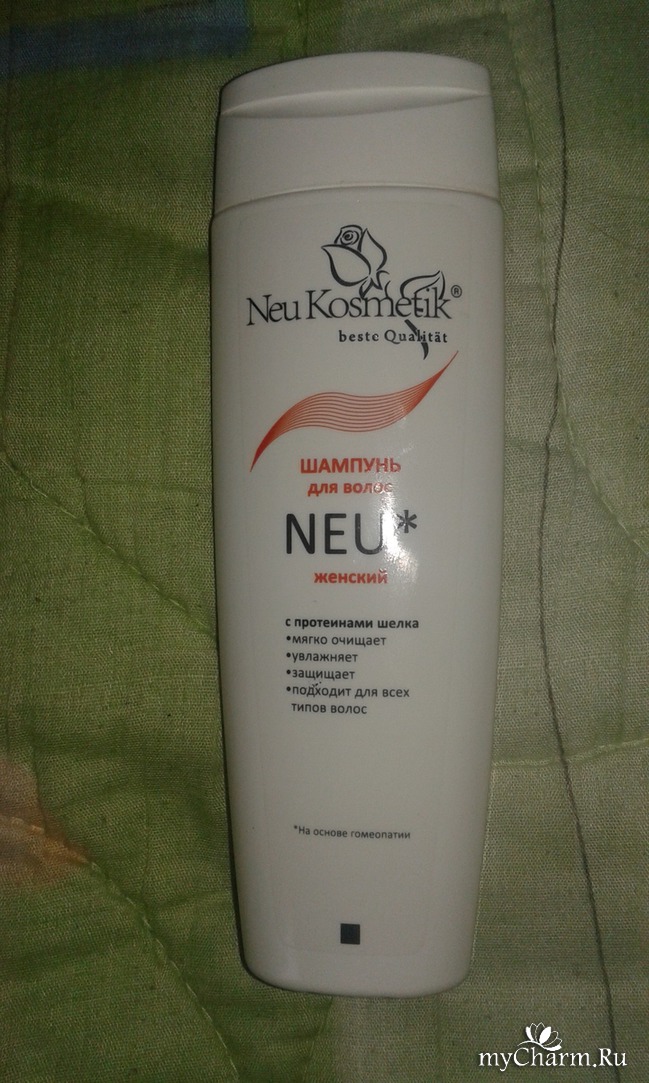 Neu Kosmetik®
beste Qualität
ШАМПУНЬ
для волос
NEU*
женский
с протеинами шелка
•мягко очищает
•увлажняет
•защищает
•подходит для всех
типов волос
*На основе гомеопатии
myCharm.Ru